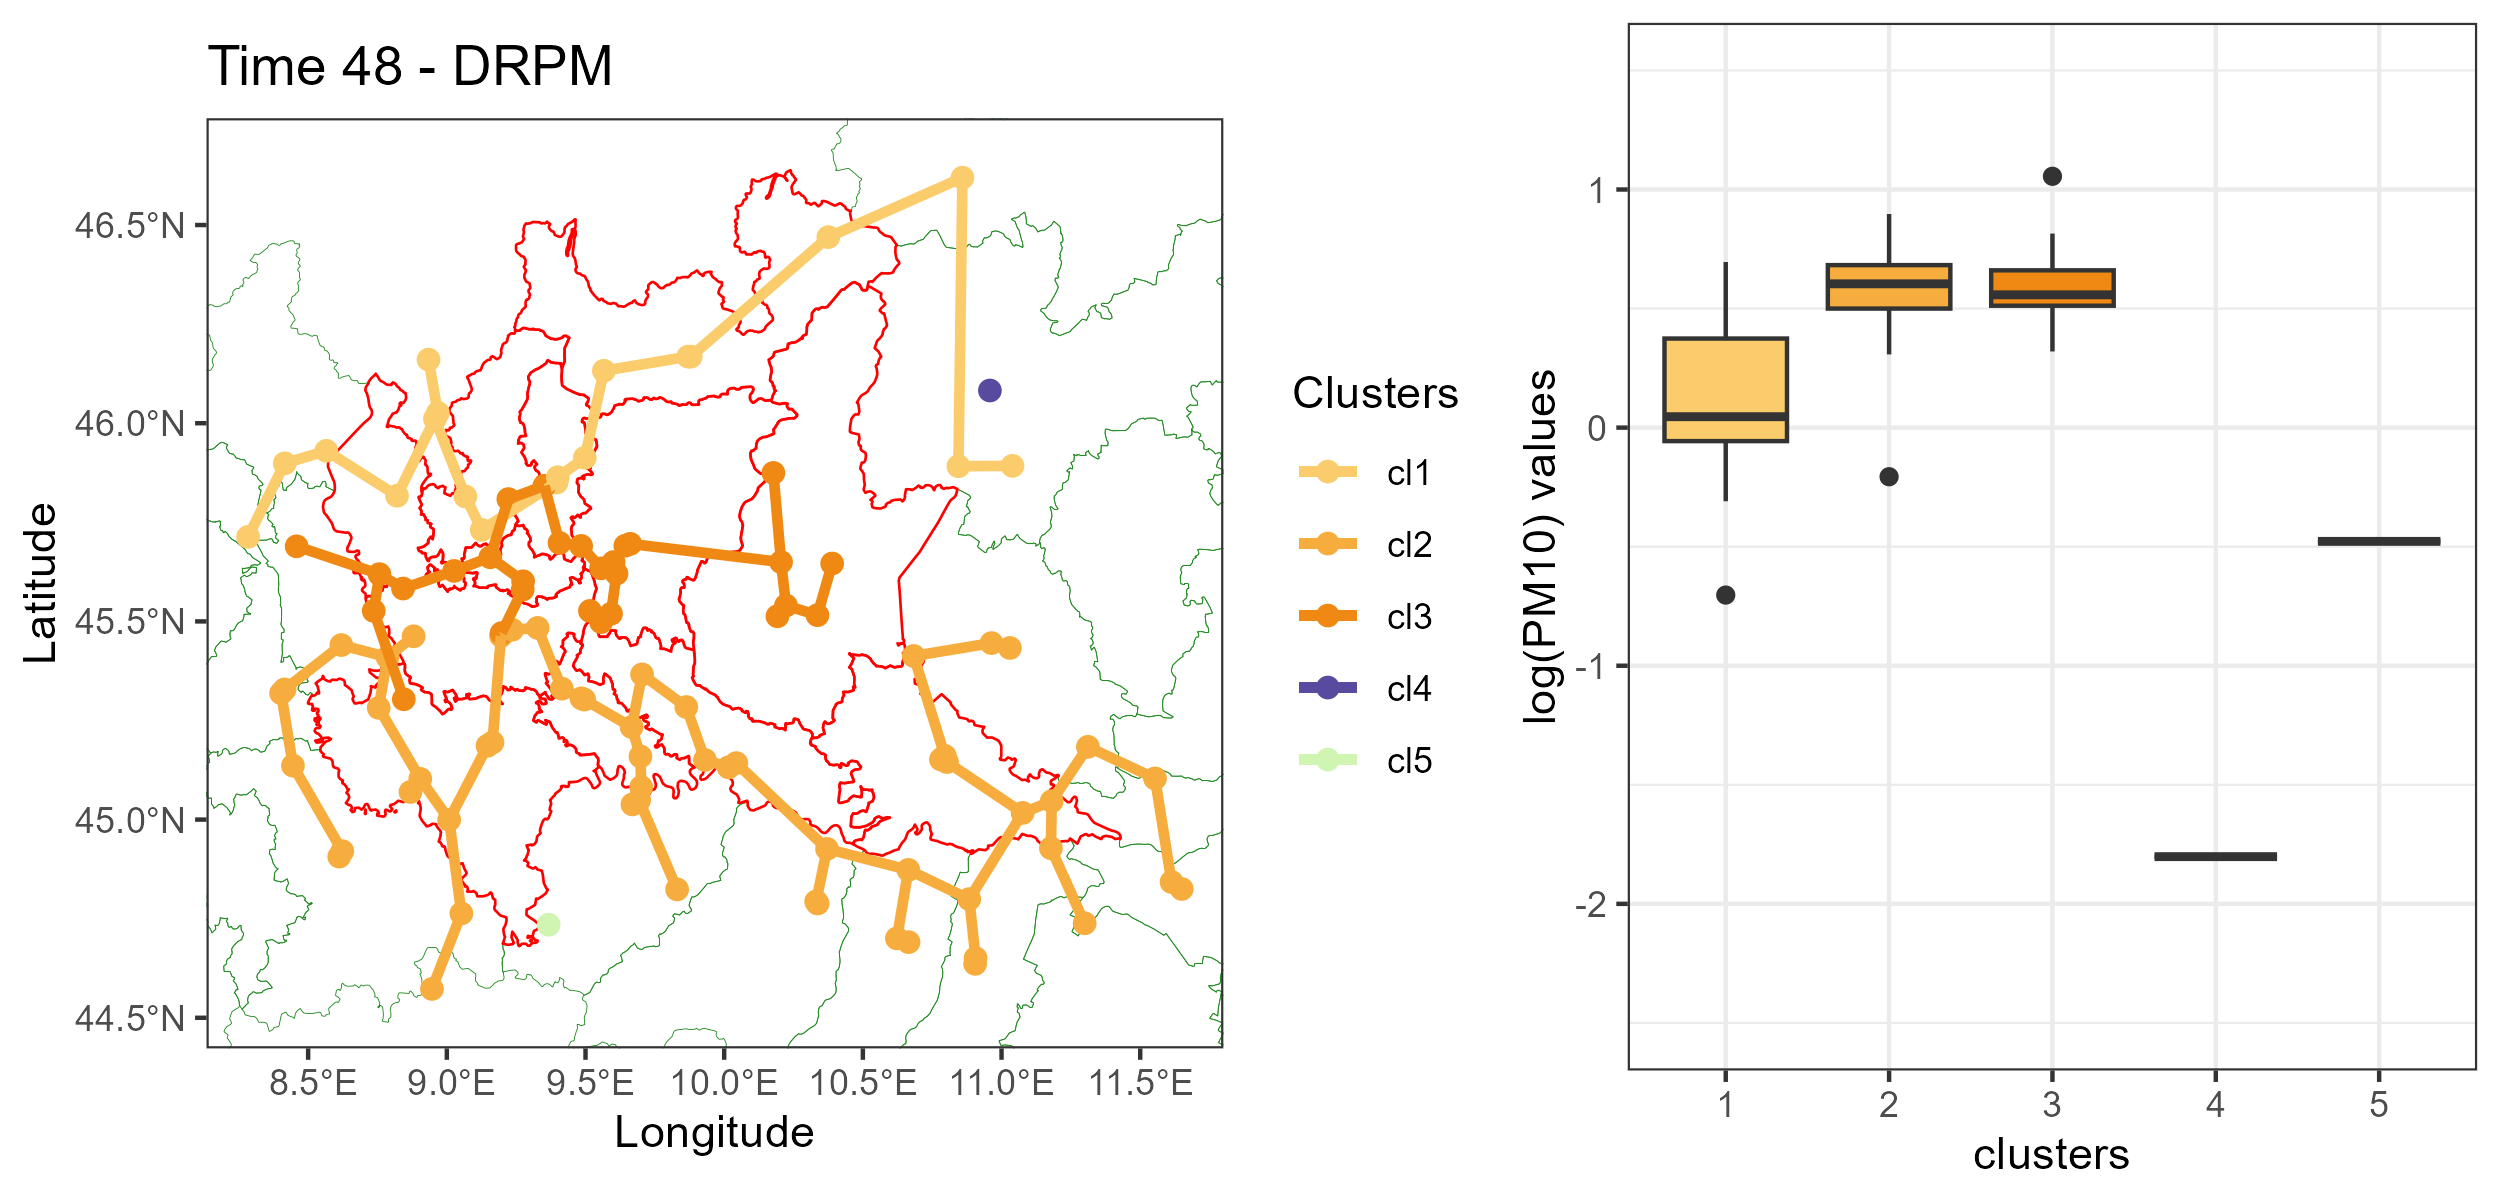 Time 48 - DRPM
Latitude
46.5°N
46.0°N
45.5°N
45.0°N
44.5°N
8.5°E 9.0°E 9.5°E 10.0°E 10.5°E 11.0°E 11.5°E
Longitude
Clusters
cl1
cl2
cl3
cl4
cl5
log(PM10) values
1
0
-1
-2
1 2 3 4 5
clusters